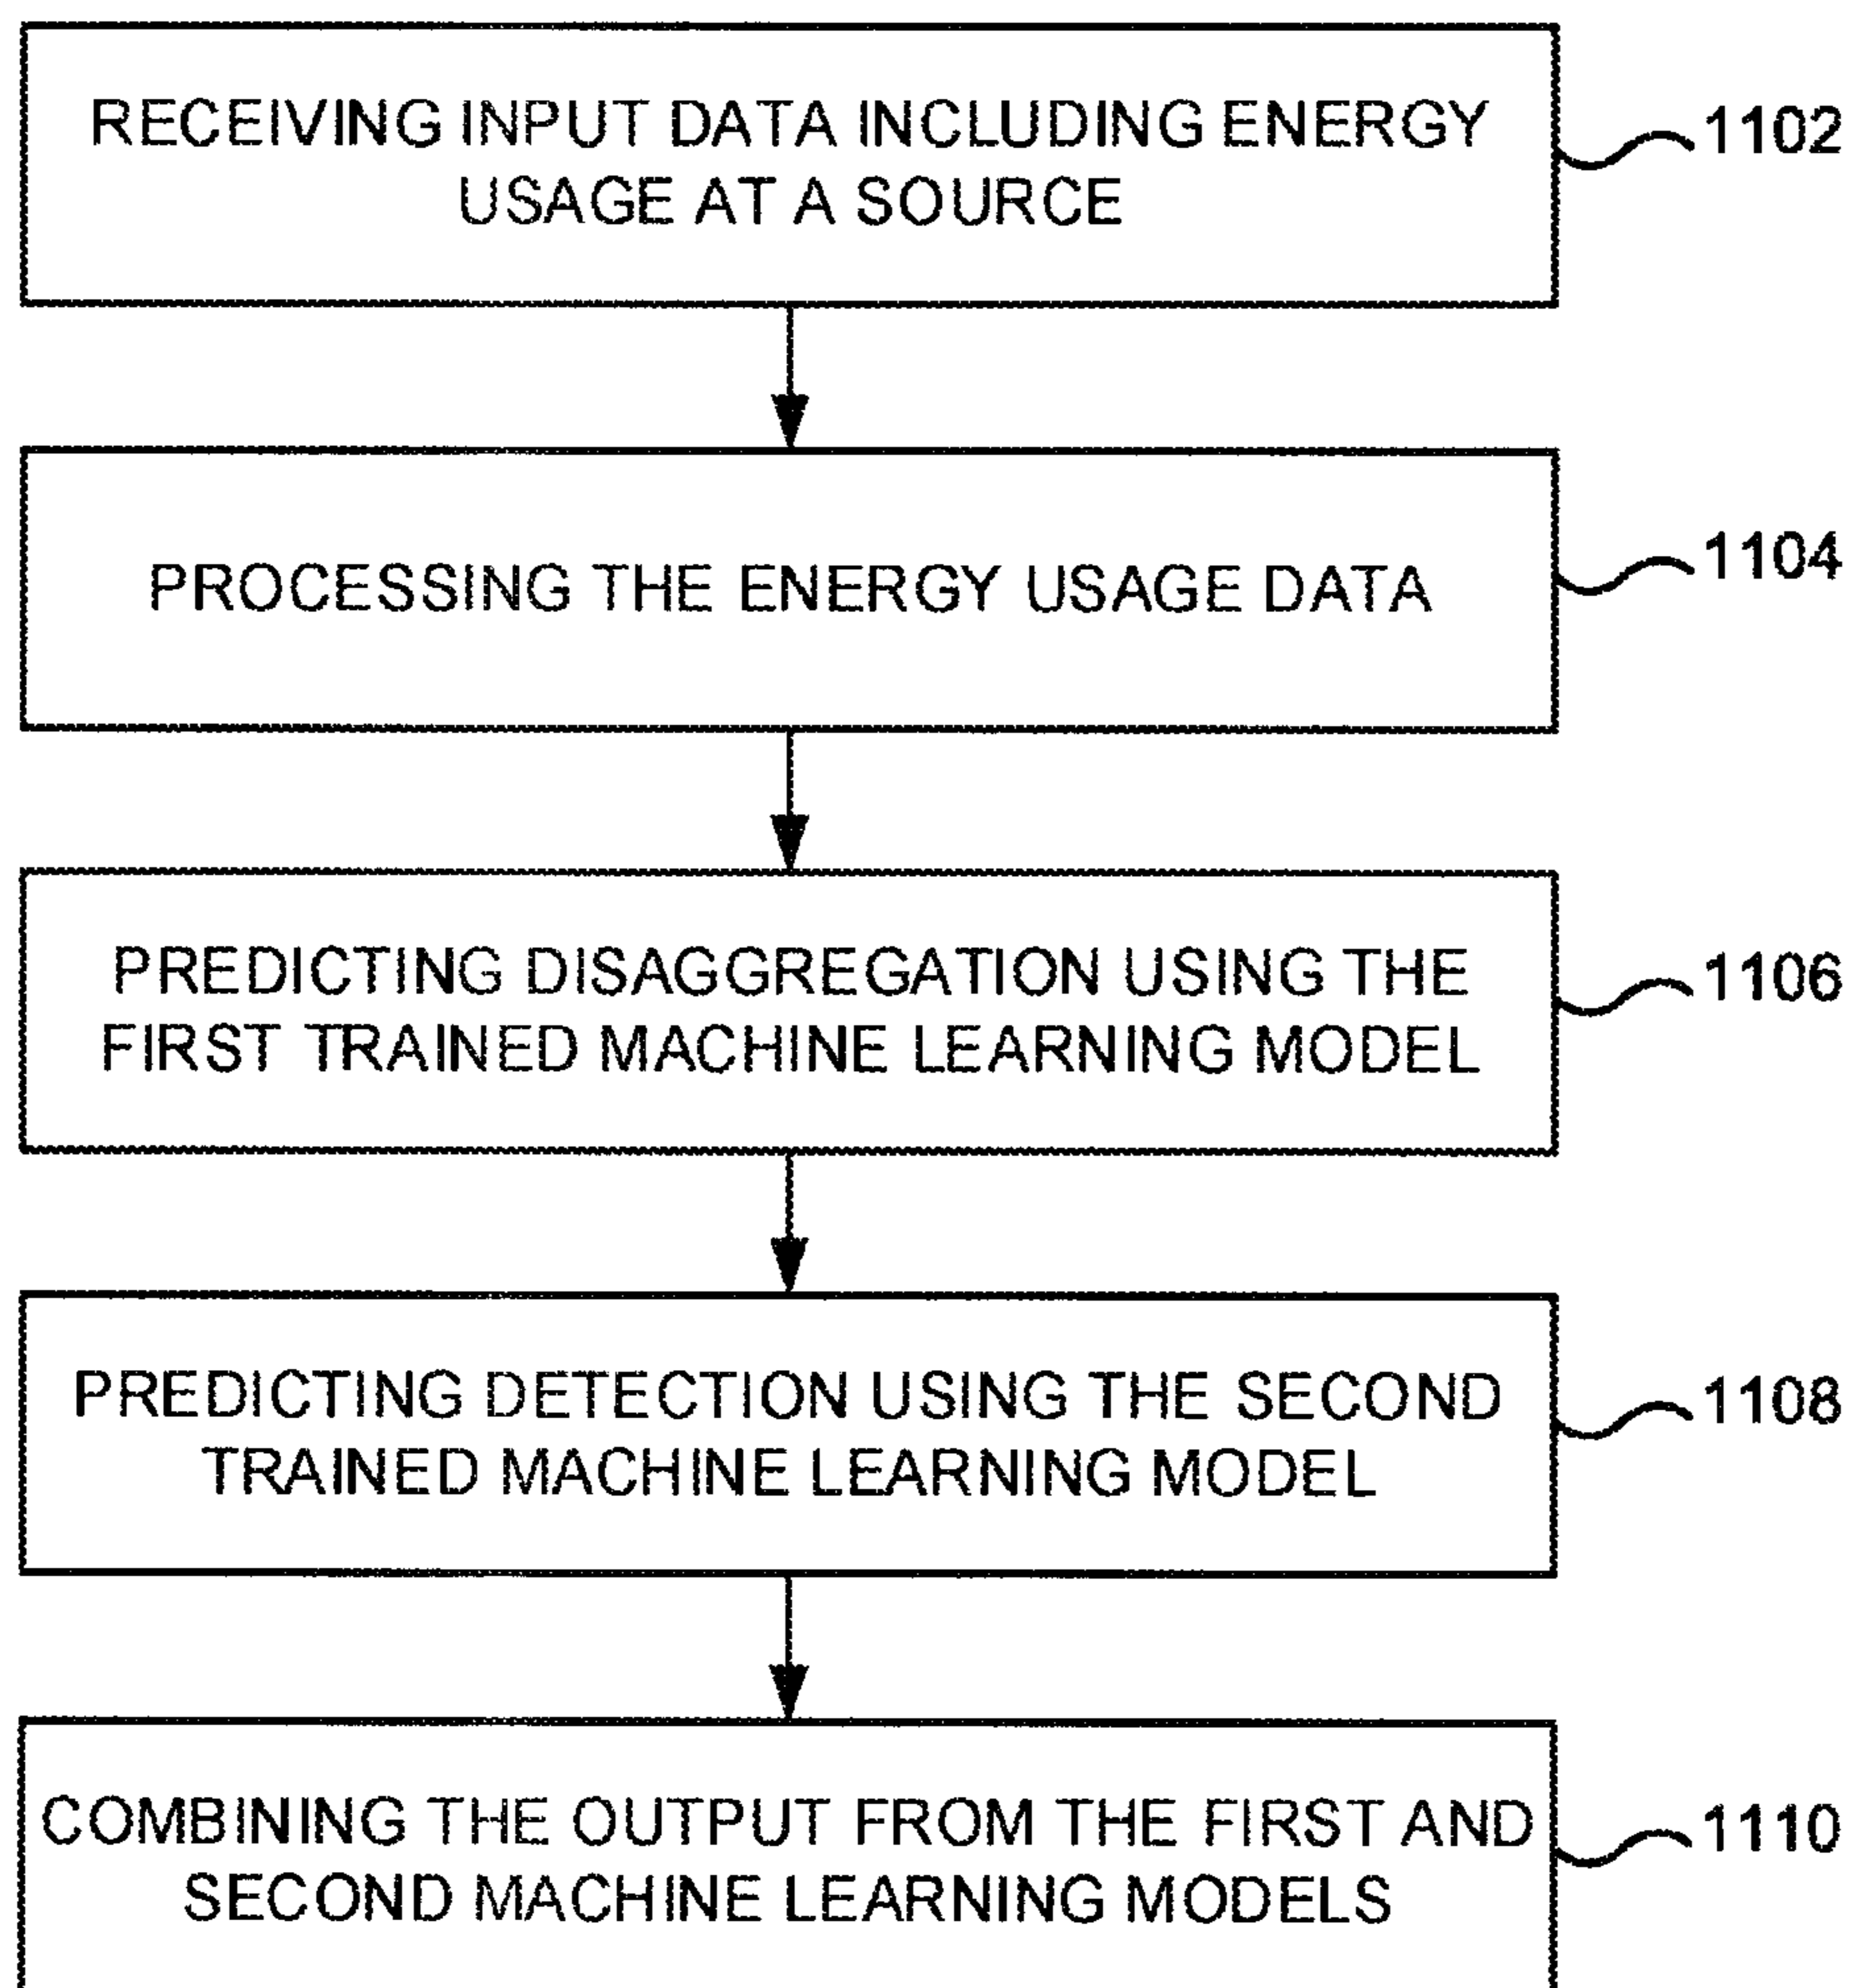 RECEIVING INPUT DATA INCLUDING ENERGY
USAGE AT A SOURCE
1102
PROCESSING THE ENERGY USAGE DATA
1104
PREDICTING DISAGGREGATION USING THE
FIRST TRAINED MACHINE LEARNING MODEL
1106
PREDICTING DETECTION USING THE SECOND
TRAINED MACHINE LEARNING MODEL
1108
COMBINING THE OUTPUT FROM THE FIRST AND
SECOND MACHINE LEARNING MODELS
1110